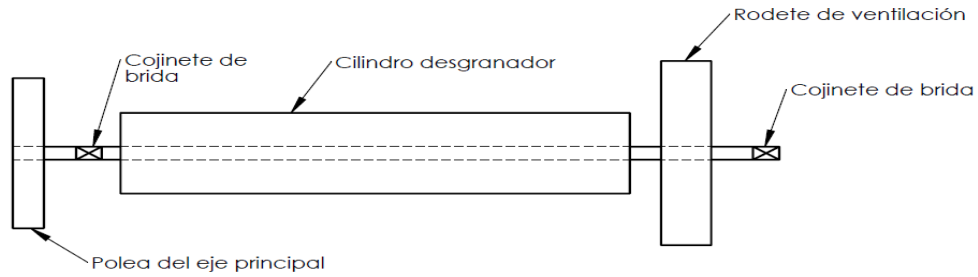 Rodete de ventilación
Cojinete de
brida
Cilindro desgranador
Cojinete de brida
Polea del eje principal